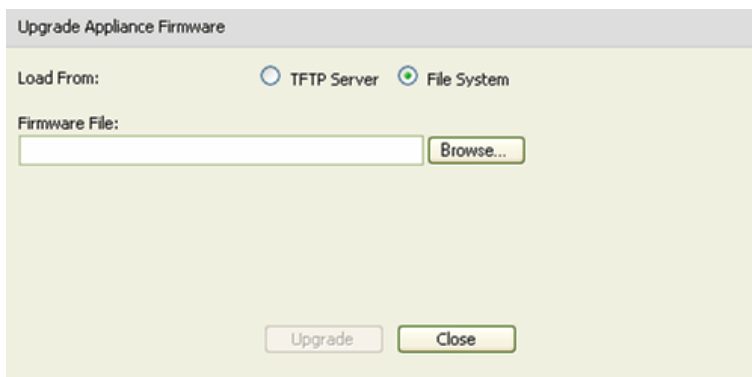 Upgrade Appliance Firmware
Load From: TFTP Server File System
Firmware File:
Browse...
Upgrade Close